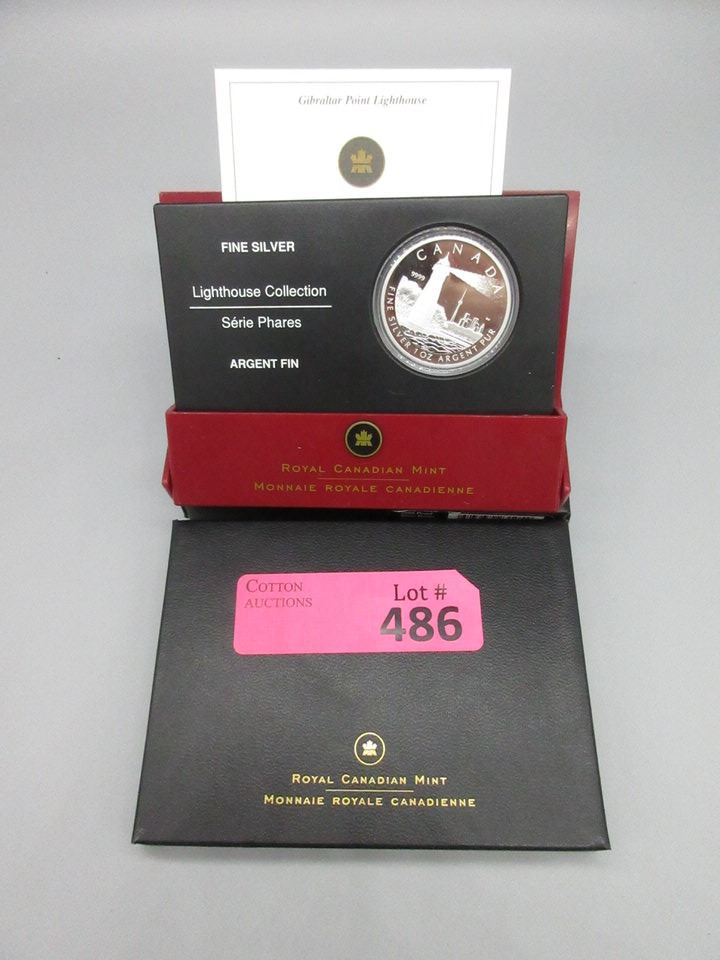 Gibraltar Point Lighthouse
FINE SILVER
Lighthouse Collection
Série Phares
ARGENT FIN
CANADA
9999
FINE SILVER 1 OZ ARGENT PUR
ROYAL CANADIAN MINT
MONNAIE ROYALE CANADIENNE
COTTON
AUCTIONS
Lot #
486
ROYAL CANADIAN MINT
MONNAIE ROYALE CANADIENNE